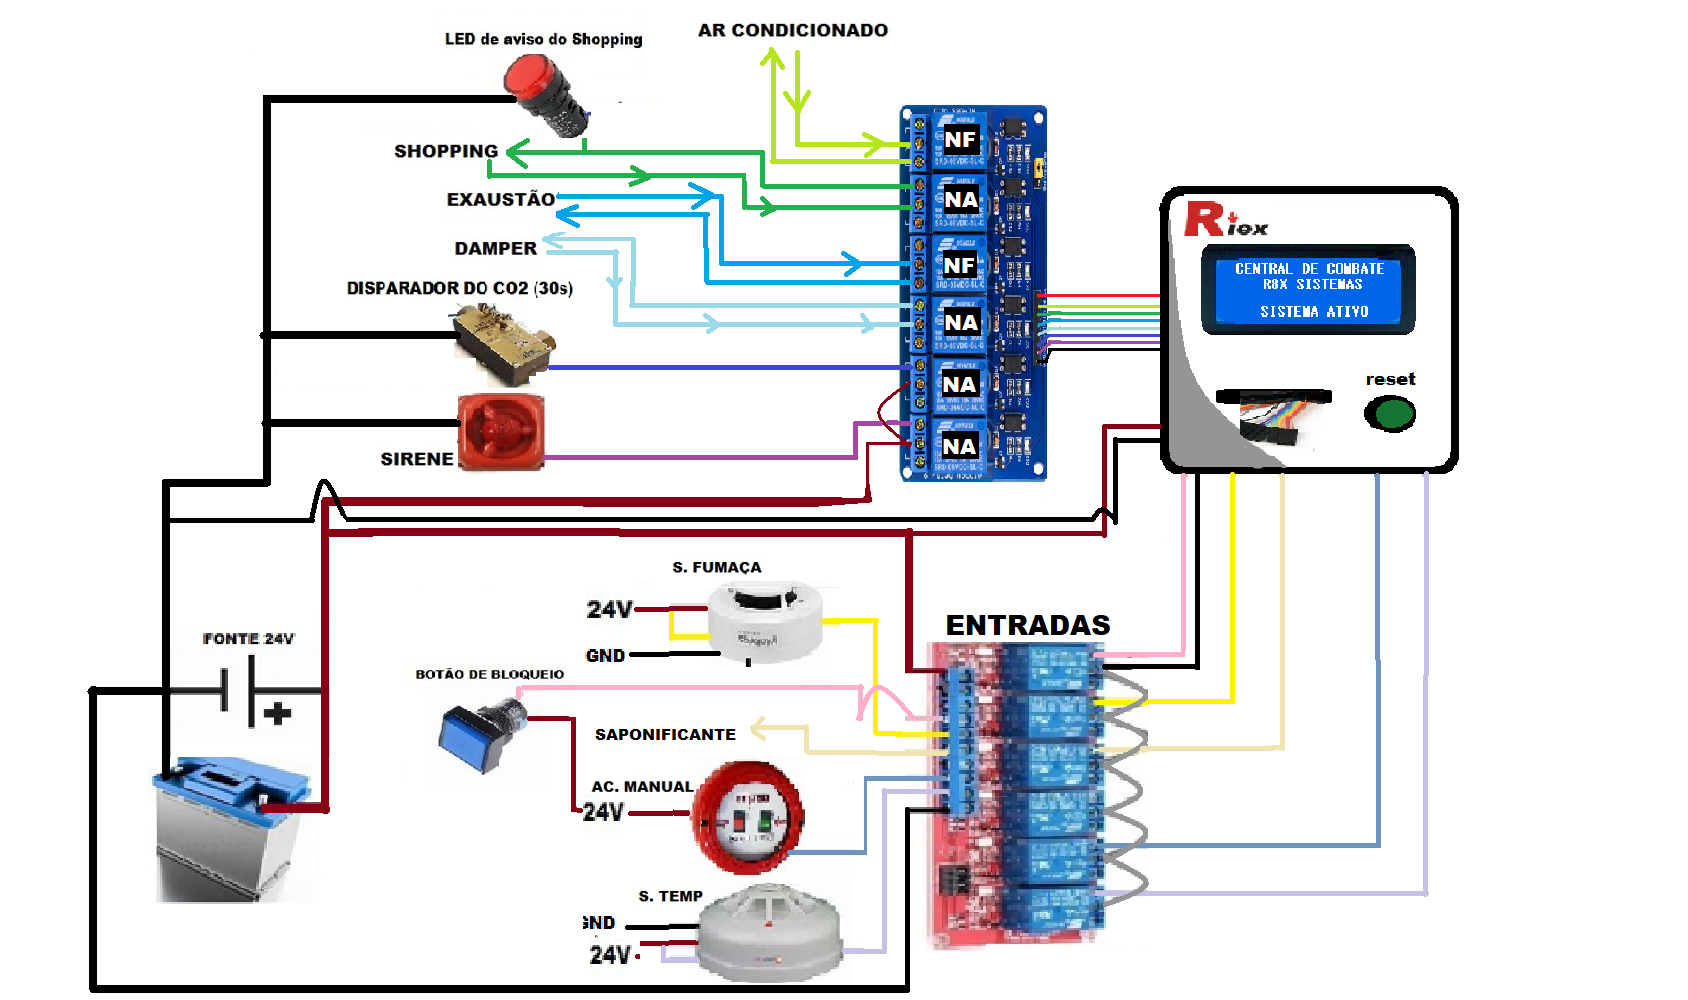 LED de aviso do Shopping
AR CONDICIONADO
SHOPPING
EXAUSTÃO
DAMPER
DISPARADOR DO CO2 (30s)
SIRENE
NF
NA
NF
NA
NA
NA
Riex
CENTRAL DE COMBATE
R8X SISTEMAS
SISTEMA ATIVO
reset
S. FUMAÇA
24V
GND
FONTE 24V
BOTÃO DE BLOQUEIO
SAPONIFICANTE
AC. MANUAL
24V
S. TEMP
GND
24V
ENTRADAS